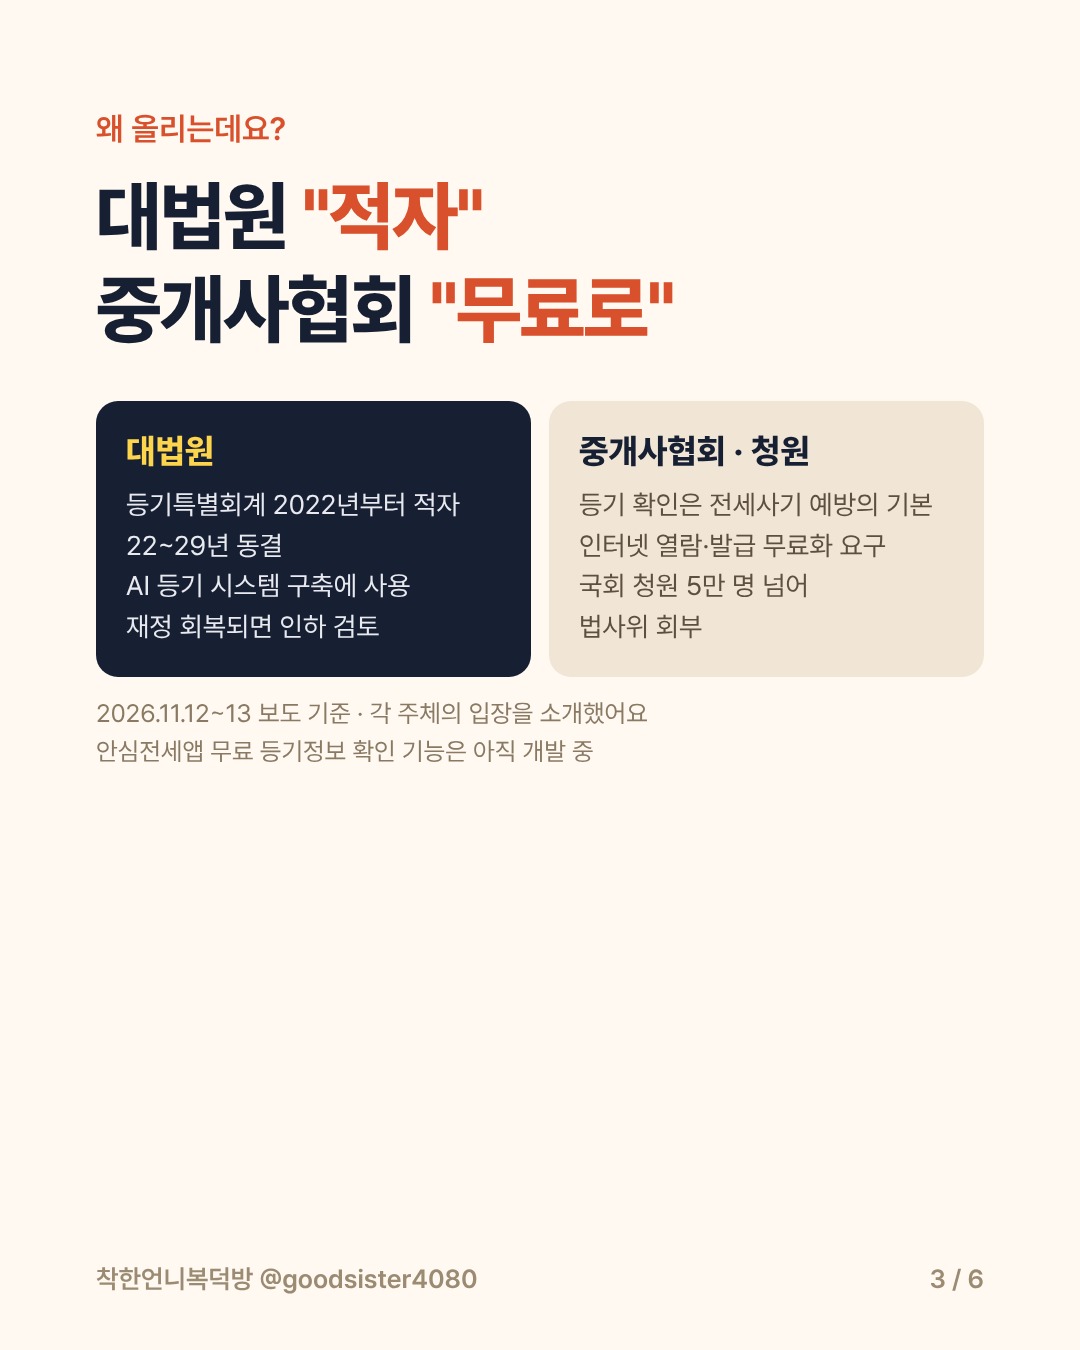 왜 올리는데요?
대법원 "적자"
중개사협회 "무료로"
대법원
등기특별회계 2022년부터 적자
22~29년 동결
AI 등기 시스템 구축에 사용
재정 회복되면 인하 검토
중개사협회 · 청원
등기 확인은 전세사기 예방의 기본
인터넷 열람·발급 무료화 요구
국회 청원 5만 명 넘어
법사위 회부
2026.11.12~13 보도 기준 · 각 주체의 입장을 소개했어요
안심전세앱 무료 등기정보 확인 기능은 아직 개발 중
착한언니복덕방 @goodsister4080
3 / 6